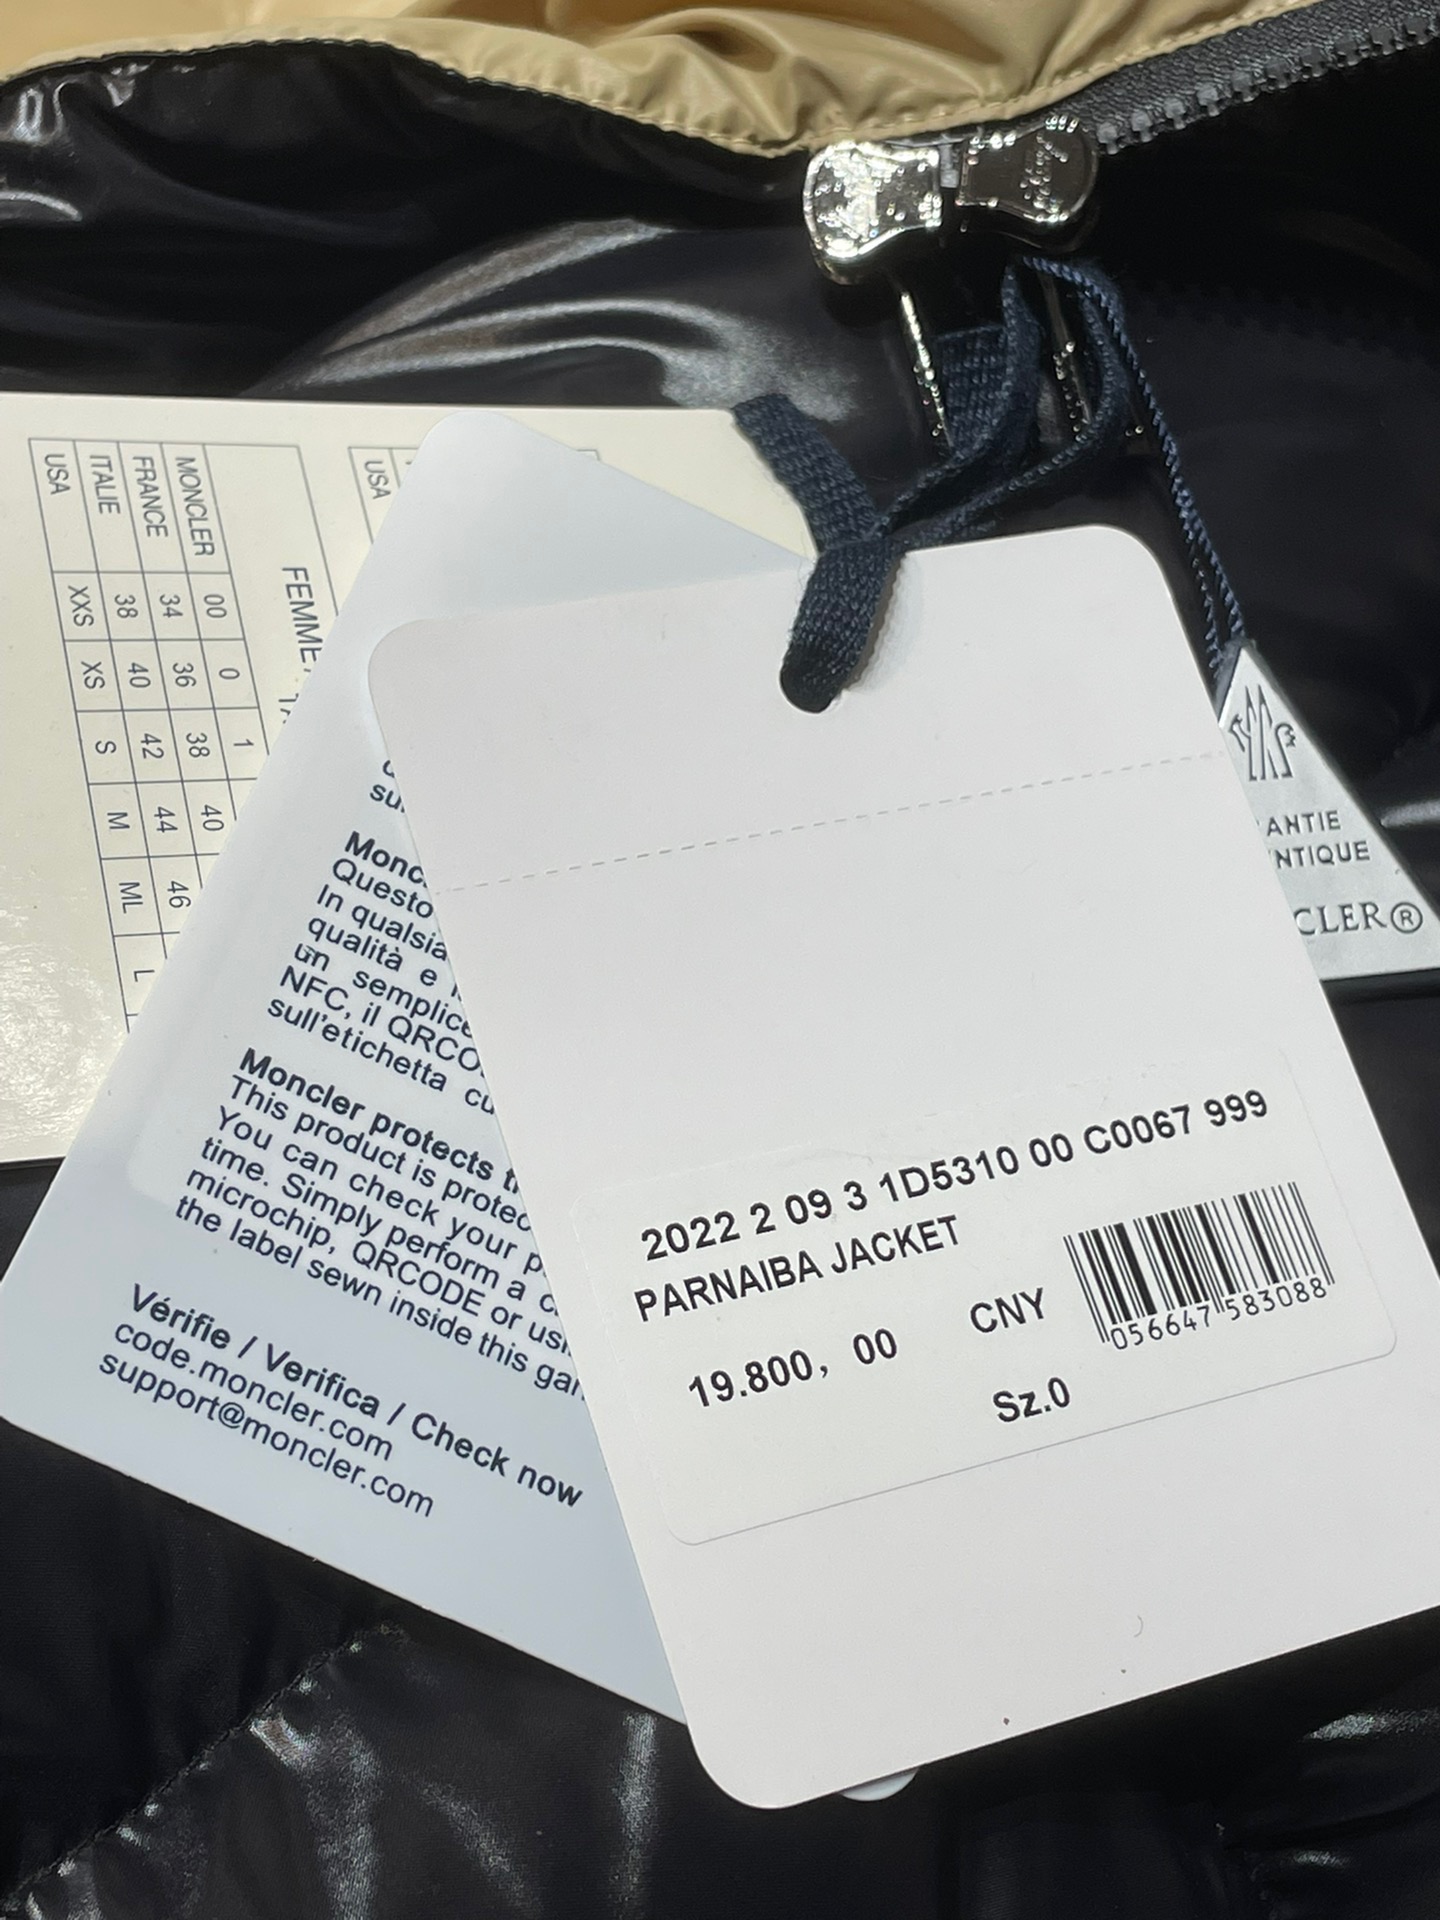 USA
FEMME
MONCLER 00 0 1
FRANCE 34 36 38 40
ITALIE 38 40 42 44 46
USA XXS XS S M ML L
Questo
In qualsia
qualità e
un semplice
NFC, il QRCO
sull'etichetta cu
Moncler protects
This product is protec
You can check your p
time. Simply perform a c
microchip, QRCODE or usi
the label sewn inside this gar
Vérifie / Verifica / Check now
code.moncler.com
support@moncler.com
ANTIE
NTIQUE
CLER®
2022 2 09 3 1D5310 00 C0067 999
PARNAIBA JACKET
19.800, 00 CNY
056647 583088
Sz.0